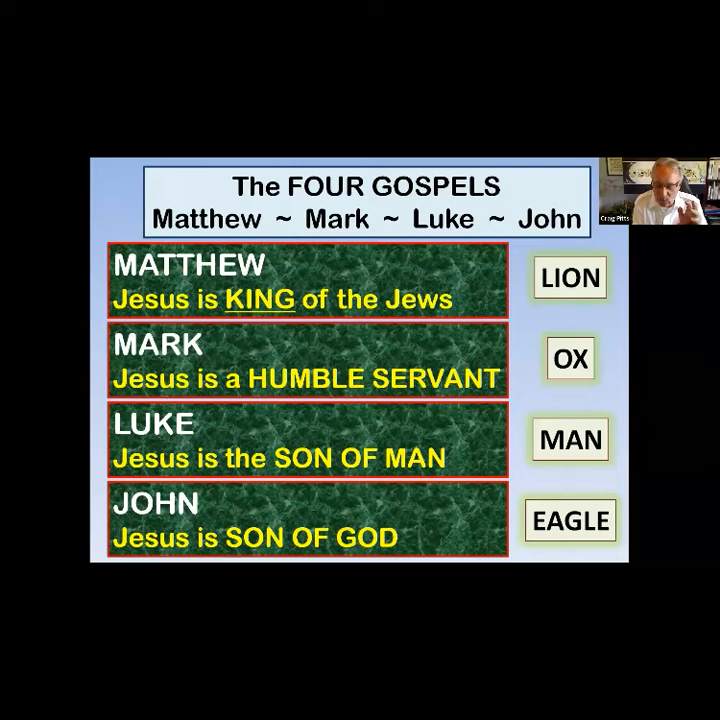 The FOUR GOSPELS
Matthew ~ Mark ~ Luke ~ John
Craig Pitts
MATTHEW
Jesus is KING of the Jews
LION
MARK
Jesus is a HUMBLE SERVANT
OX
LUKE
Jesus is the SON OF MAN
MAN
JOHN
Jesus is SON OF GOD
EAGLE